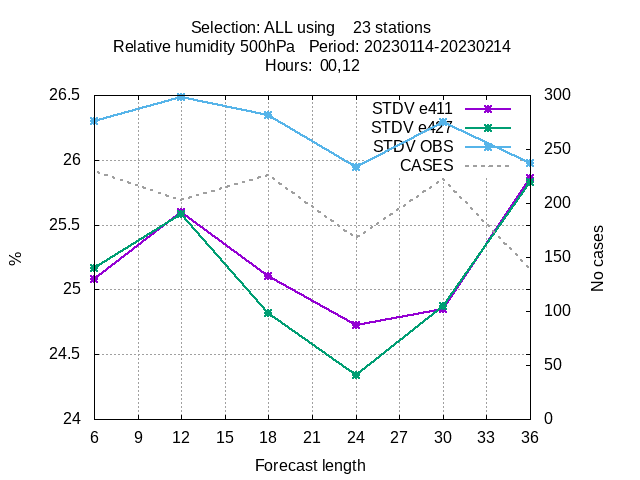 Selection: ALL using    23 stations
Relative humidity 500hPa   Period: 20230114-20230214
Hours:  00,12
STDV e411
STDV e427
STDV OBS
CASES
26.5
26
25.5
25
24.5
24
%
300
250
200
150
100
50
0
No cases
6 9 12 15 18 21 24 27 30 33 36
Forecast length